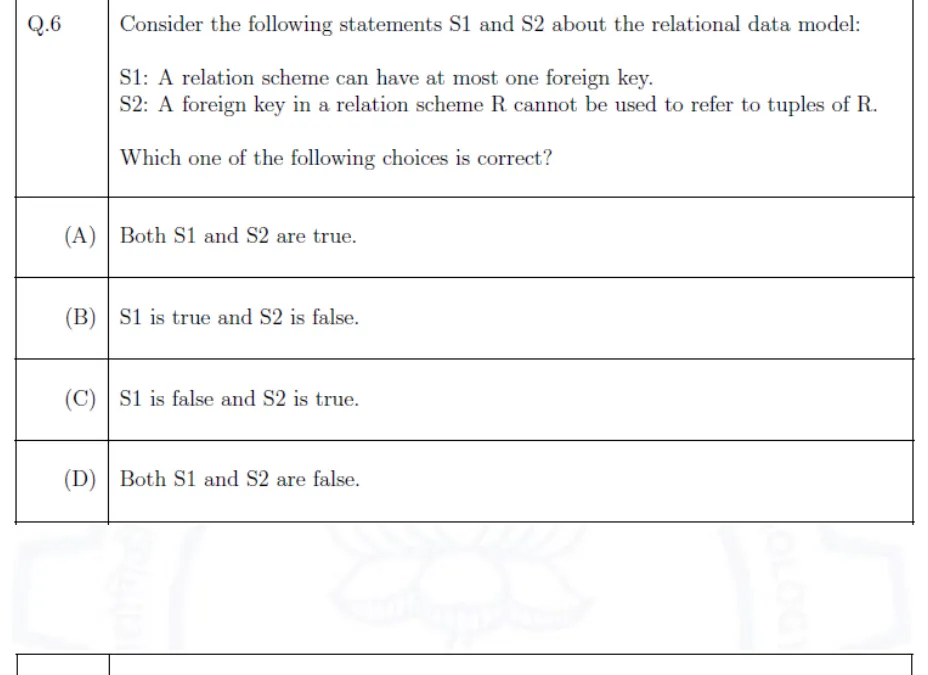 Q.6 Consider the following statements S1 and S2 about the relational data model:
S1: A relation scheme can have at most one foreign key.
S2: A foreign key in a relation scheme R cannot be used to refer to tuples of R.
Which one of the following choices is correct?
(A) Both S1 and S2 are true.
(B) S1 is true and S2 is false.
(C) S1 is false and S2 is true.
(D) Both S1 and S2 are false.